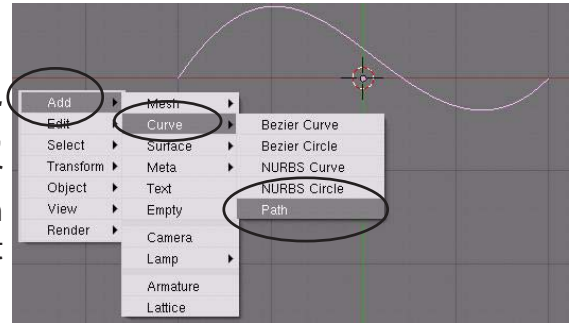 Add
Edit
Select
Transform
Object
View
Render
Mesh
Curve
Surface
Meta
Text
Empty
Camera
Lamp
Armature
Lattice
Bezier Curve
Bezier Circle
NURBS Curve
NURBS Circle
Path